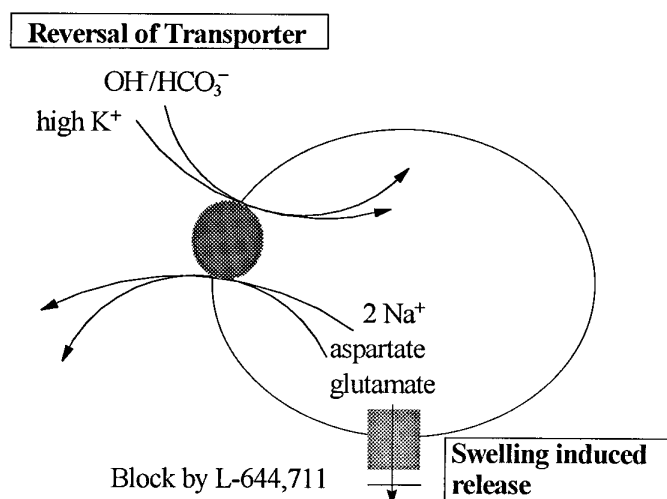 Reversal of Transporter
OH⁻/HCO₃⁻
high K⁺
2 Na⁺
aspartate
glutamate
Swelling induced
release
Block by L-644,711